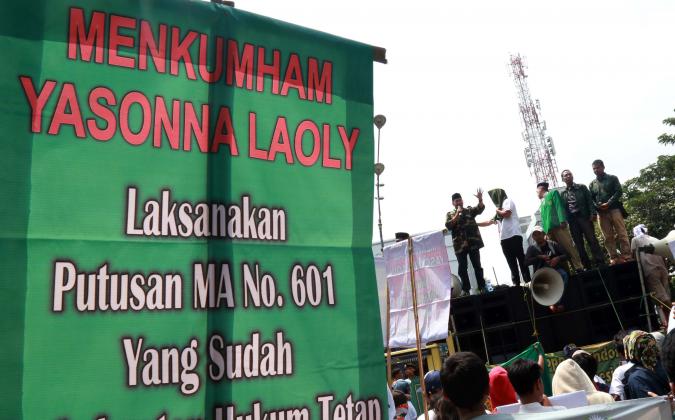 MENKUMHAM
YASONNA LAOLY
Laksanakan
Putusan MA No. 601
Yang Sudah
Hukum Tetap